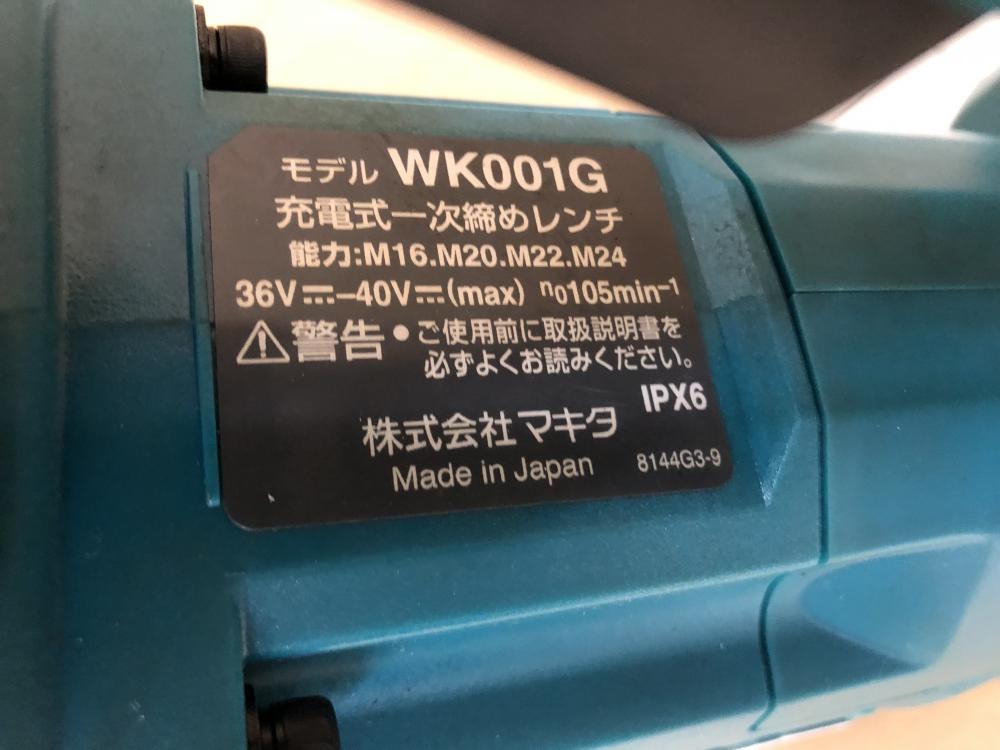 モデル WK001G
充電式一次締めレンチ
能力:M16.M20.M22.M24
36V⎓-40V⎓(max) n₀105min⁻¹
⚠警告 ●ご使用前に取扱説明書を
必ずよくお読みください。
IPX6
株式会社マキタ
Made in Japan 8144G3-9